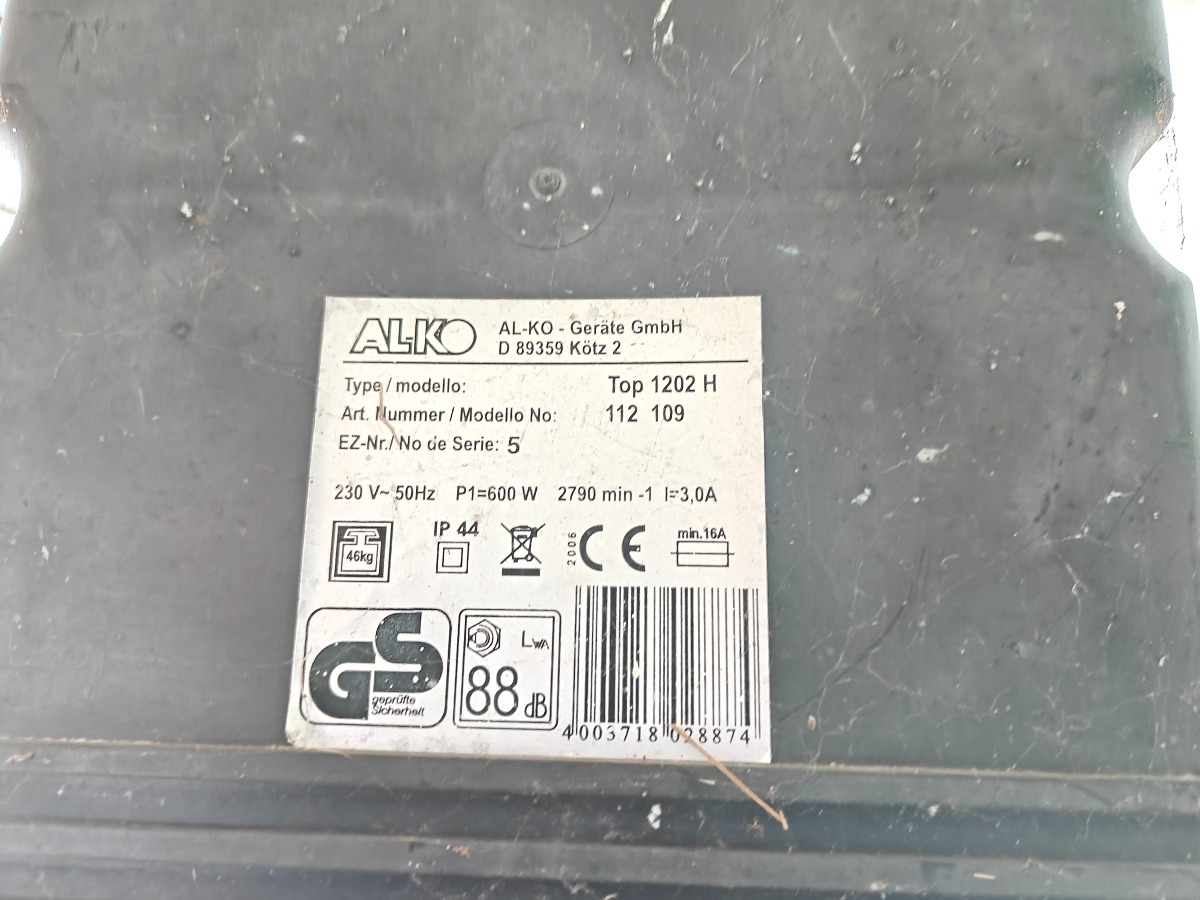 AL-KO
AL-KO - Geräte GmbH
D 89359 Kötz 2
Type / modello: Top 1202 H
Art. Nummer / Modello No: 112 109
EZ-Nr./ No de Serie: 5
230 V~ 50Hz P1=600 W 2790 min -1 I=3,0A
46kg
IP 44
2006
CE
min.16A
GS
geprüfte
Sicherheit
LWA
88 dB
4 003718 028874